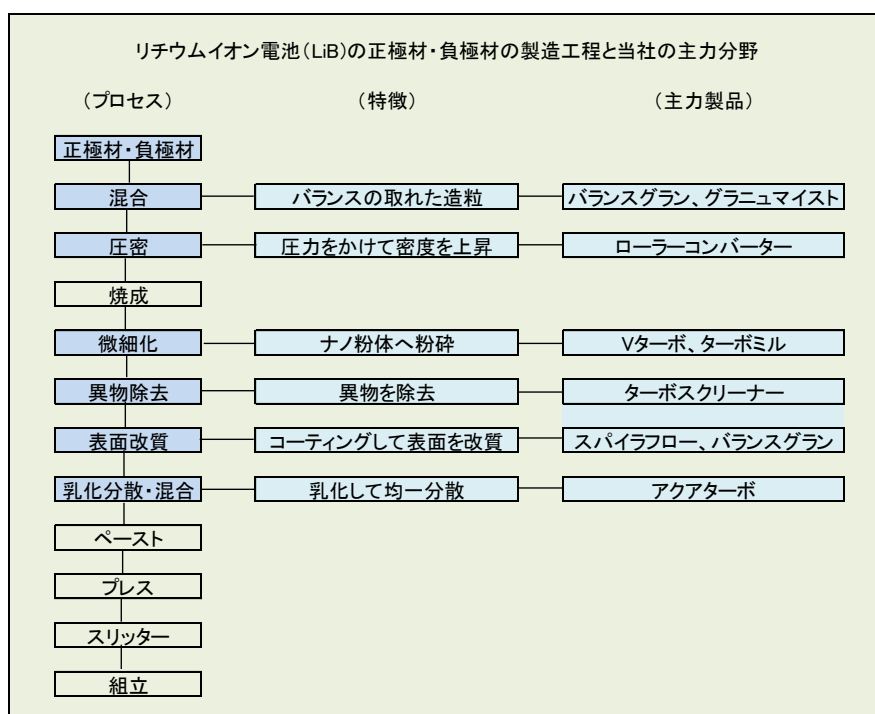 リチウムイオン電池(LiB)の正極材・負極材の製造工程と当社の主力分野
(プロセス) (特徴) (主力製品)
正極材・負極材
混合 バランスの取れた造粒 バランスグラン、グラニュマイスト
圧密 圧力をかけて密度を上昇 ローラーコンバーター
焼成
微細化 ナノ粉体へ粉砕 Vターボ、ターボミル
異物除去 異物を除去 ターボスクリーナー
表面改質 コーティングして表面を改質 スパイラフロー、バランスグラン
乳化分散・混合 乳化して均一分散 アクアターボ
ペースト
プレス
スリッター
組立